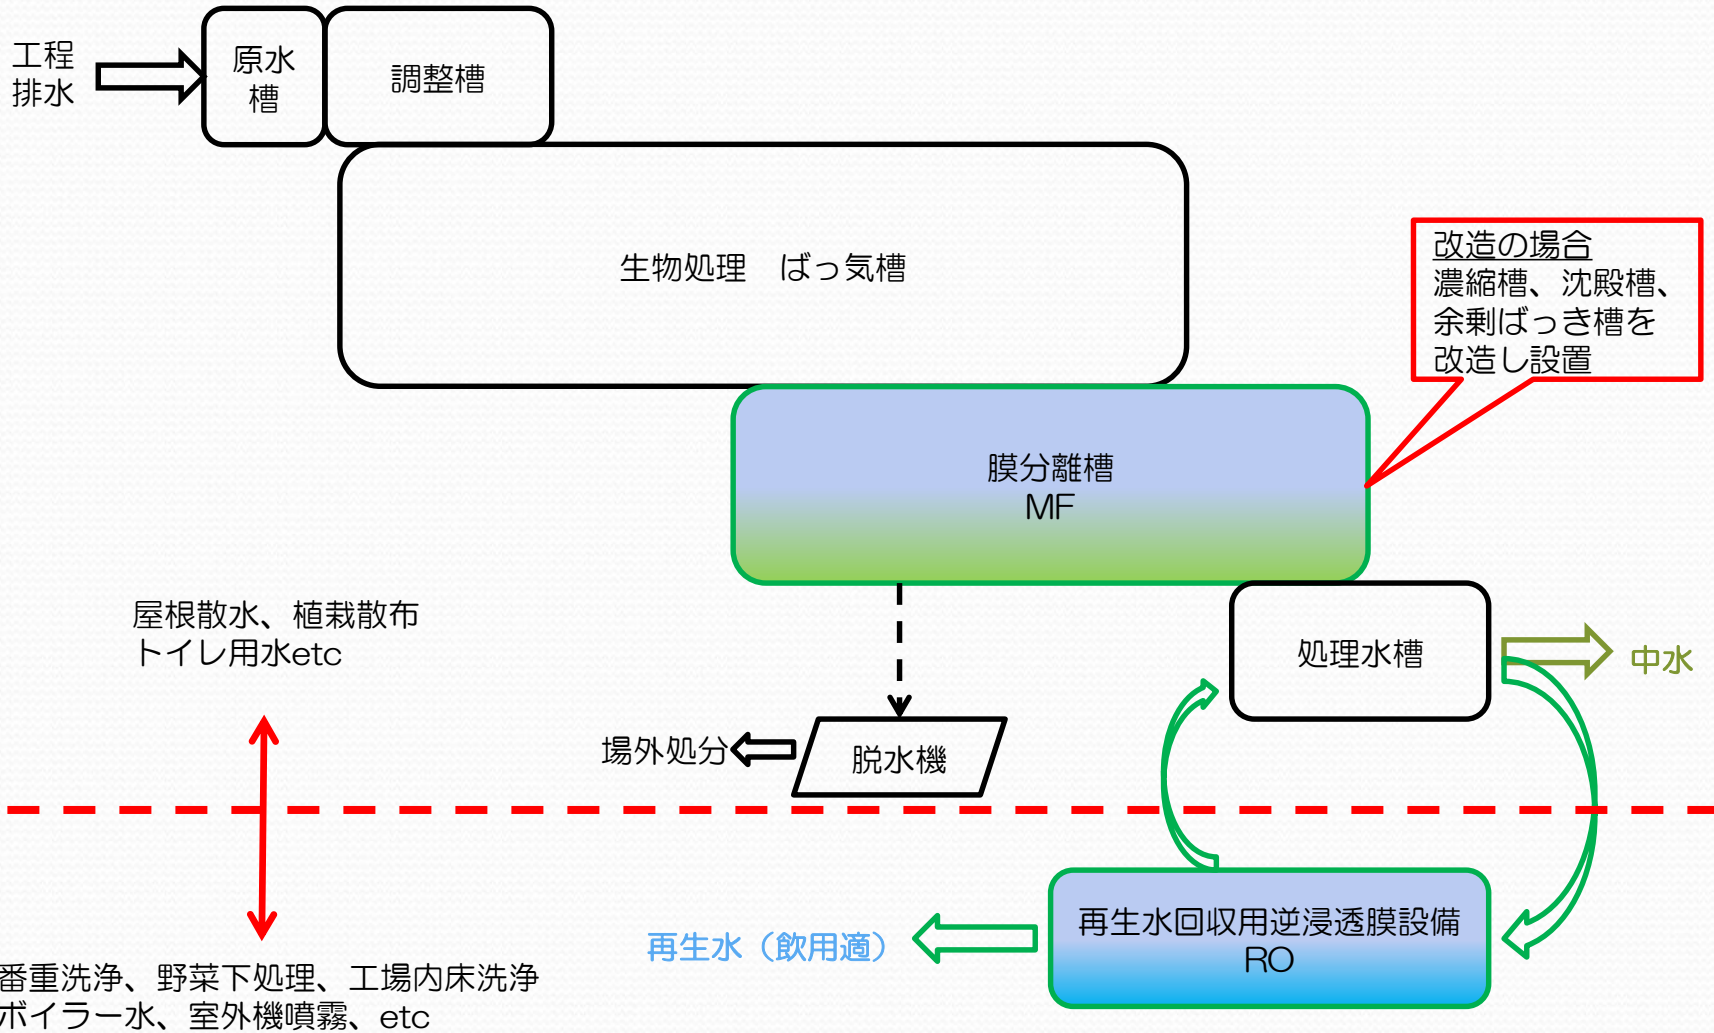 工程
排水
原水
槽
調整槽
生物処理　ばっ気槽
改造の場合
濃縮槽、沈殿槽、
余剰ばっき槽を
改造し設置
膜分離槽
MF
屋根散水、植栽散布
トイレ用水etc
処理水槽
中水
場外処分
脱水機
再生水（飲用適）
再生水回収用逆浸透膜設備
RO
番重洗浄、野菜下処理、工場内床洗浄
ボイラー水、室外機噴霧、etc